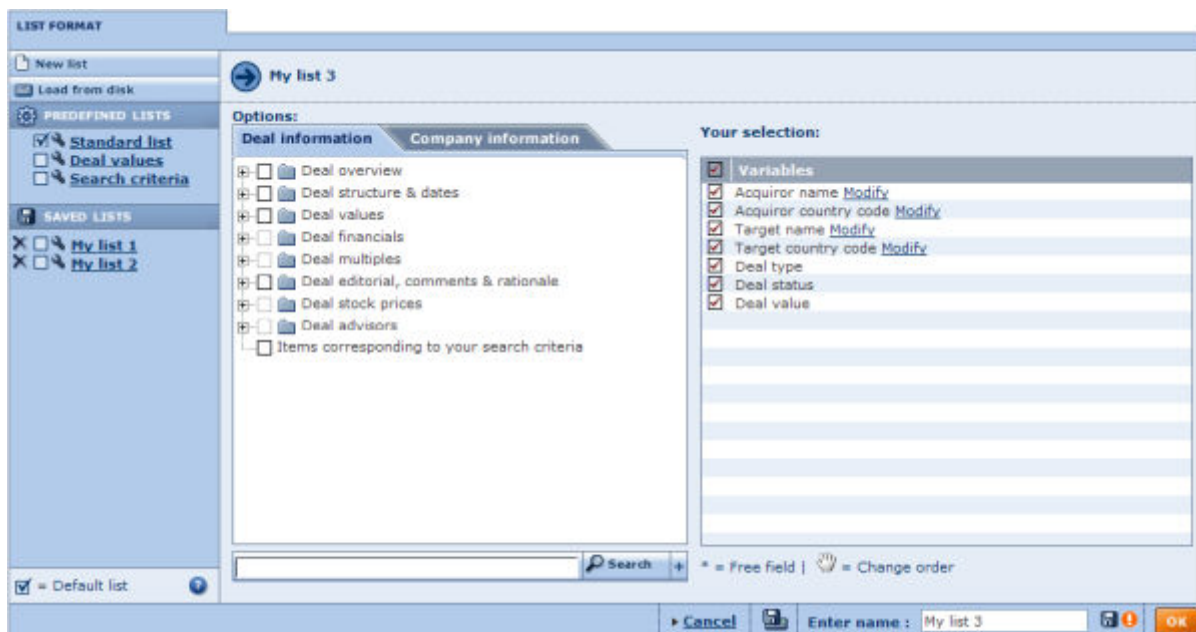 LIST FORMAT
New list
Load from disk
PREDEFINED LISTS
Standard list
Deal values
Search criteria
SAVED LISTS
My list 1
My list 2
= Default list
My list 3
Options:
Deal information
Company information
Deal overview
Deal structure & dates
Deal values
Deal financials
Deal multiples
Deal editorial, comments & rationale
Deal stock prices
Deal advisors
Items corresponding to your search criteria
Search +
Your selection:
Variables
Acquiror name Modify
Acquiror country code Modify
Target name Modify
Target country code Modify
Deal type
Deal status
Deal value
* = Free field | = Change order
Cancel
Enter name : My list 3
OK